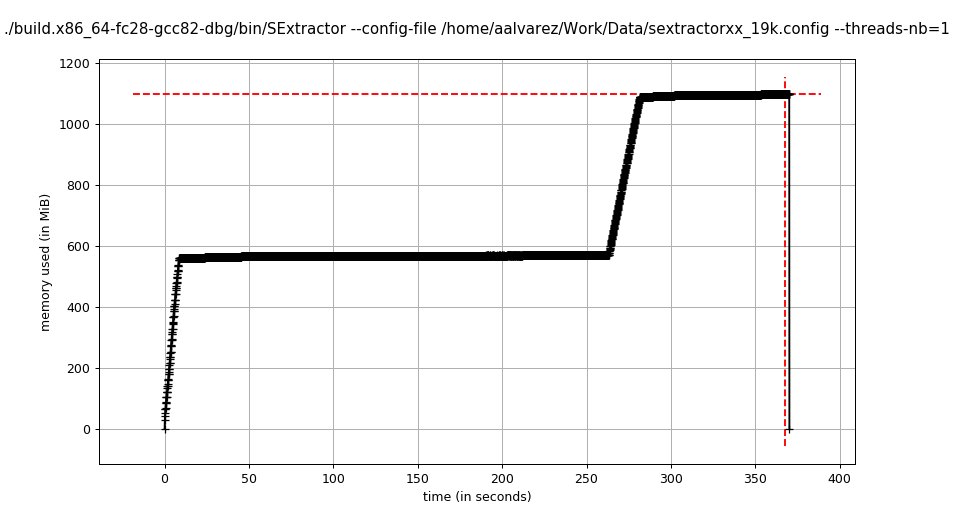 ./build.x86_64-fc28-gcc82-dbg/bin/SExtractor --config-file /home/aalvarez/Work/Data/sextractorxx_19k.config --threads-nb=1
1200
1000
800
600
400
200
0
memory used (in MiB)
0 50 100 150 200 250 300 350 400
time (in seconds)